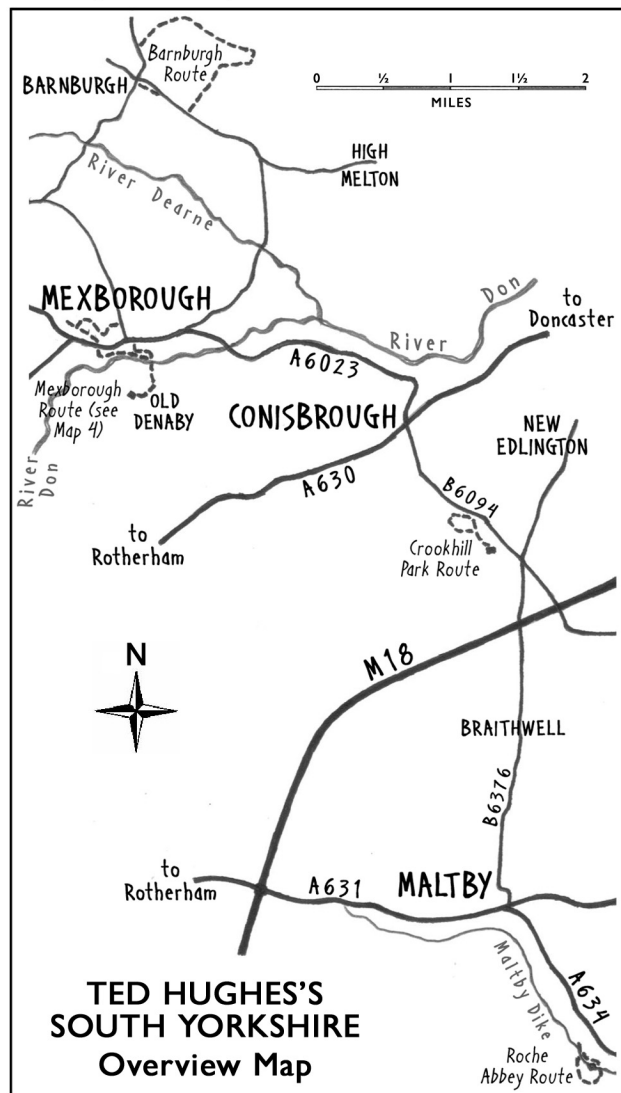 Barnburgh
Route
BARNBURGH
0 ½ 1 1½ 2
MILES
HIGH
MELTON
River Dearne
MEXBOROUGH
River Don
to
Doncaster
A6023
Mexborough
Route (see
Map 4)
OLD
DENABY
CONISBROUGH
NEW
EDLINGTON
River
Don
A630
B6094
to
Rotherham
Crookhill
Park Route
N
M18
BRAITHWELL
B6376
to
Rotherham
A631
MALTBY
Maltby Dike
A634
TED HUGHES'S
SOUTH YORKSHIRE
Overview Map
Roche
Abbey Route